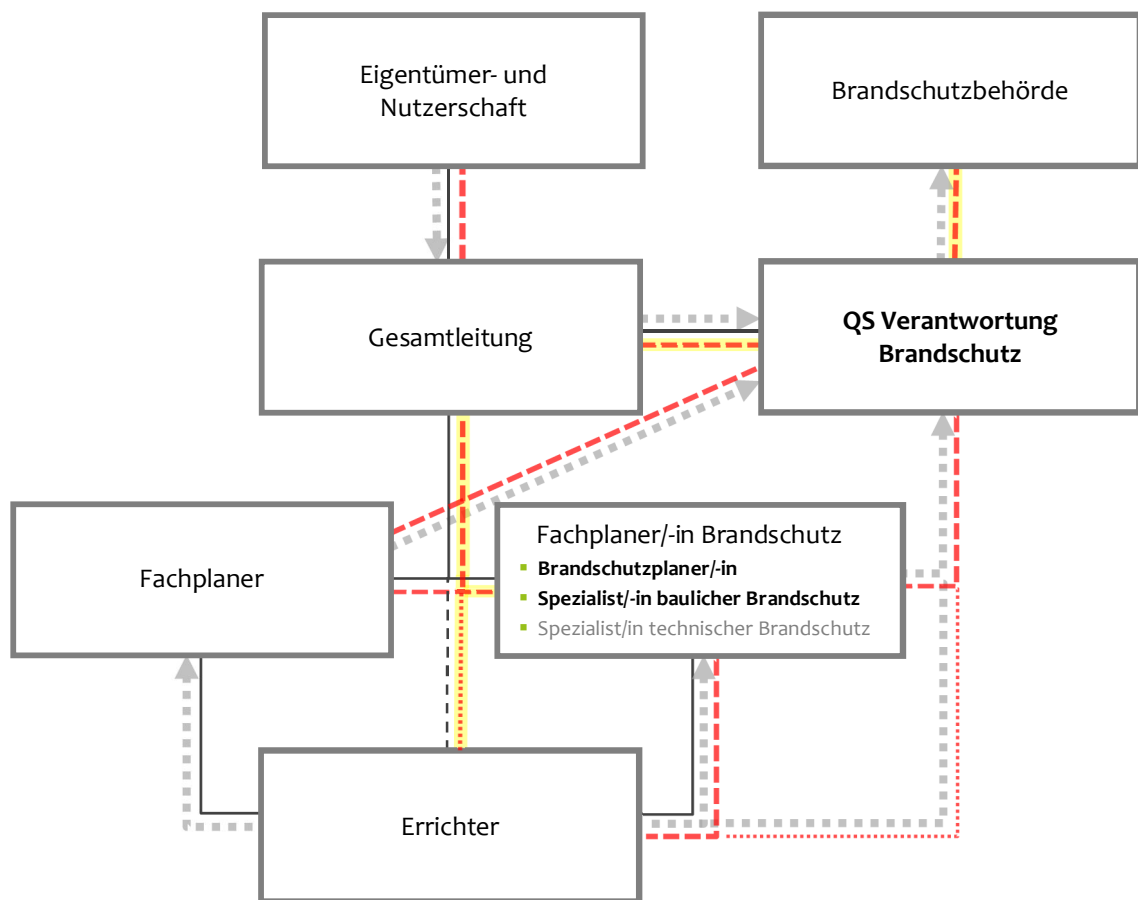 Eigentümer- und
Nutzerschaft
Brandschutzbehörde
Gesamtleitung
QS Verantwortung
Brandschutz
Fachplaner
Fachplaner/-in Brandschutz
Brandschutzplaner/-in
Spezialist/-in baulicher Brandschutz
Spezialist/in technischer Brandschutz
Errichter